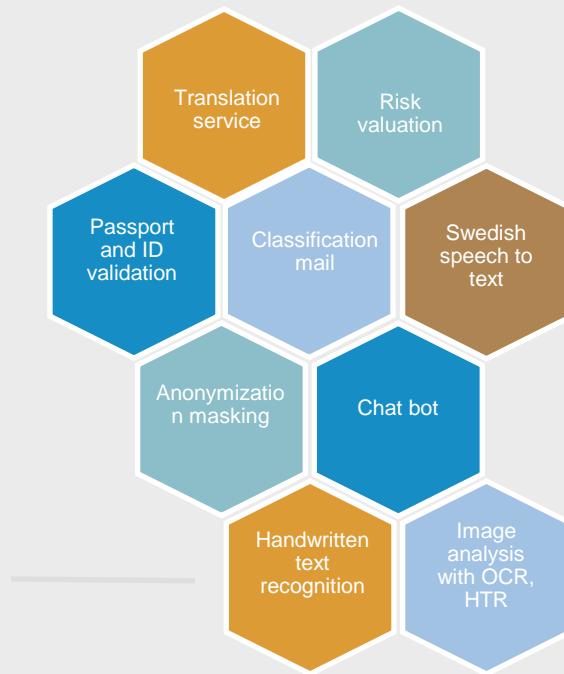 Translation
service
Risk
valuation
Passport
and ID
validation
Classification
mail
Swedish
speech to
text
Anonymizatio
n masking
Chat bot
Handwritten
text
recognition
Image
analysis
with OCR,
HTR